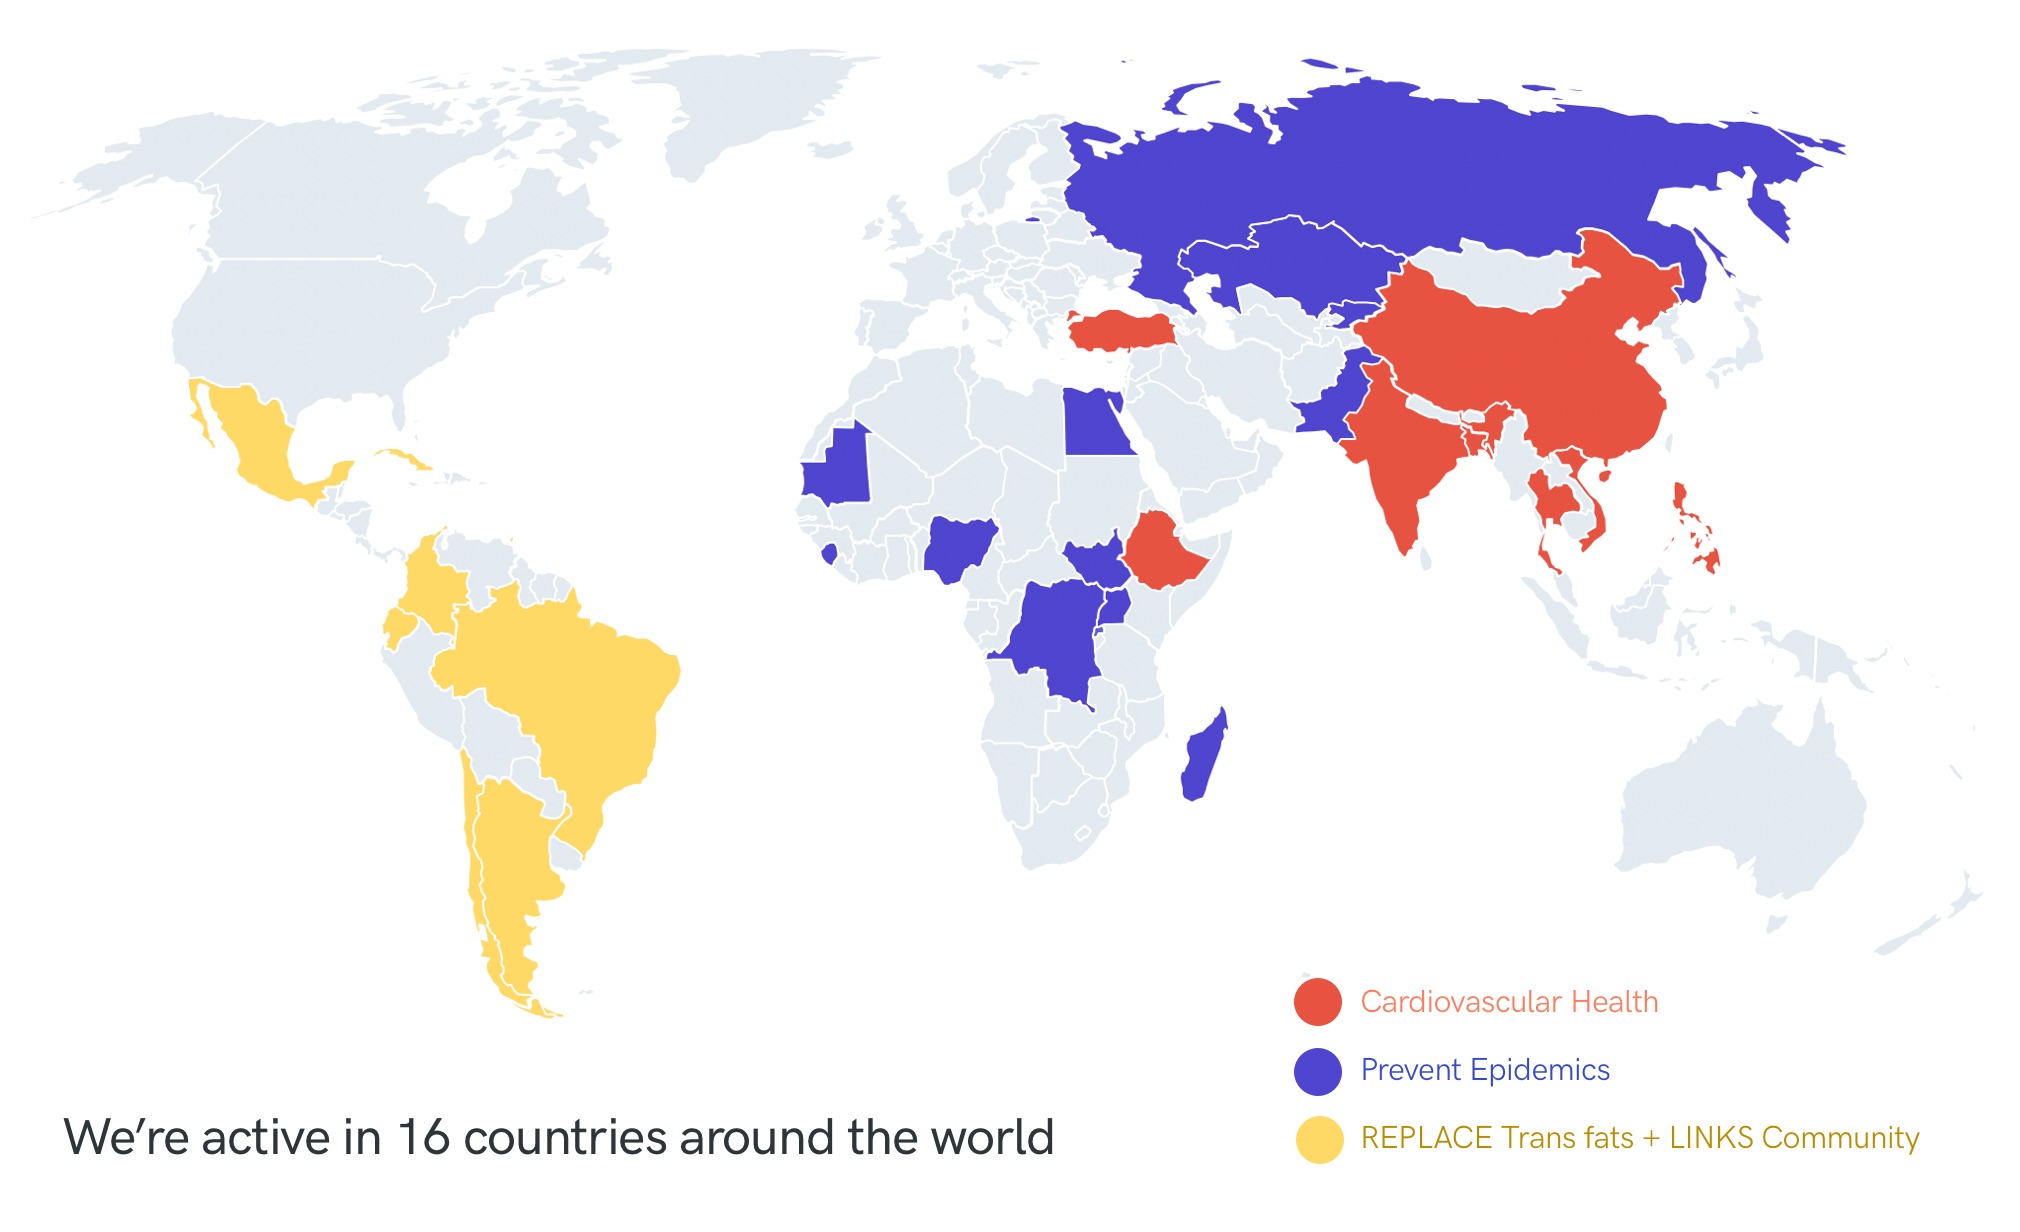 Cardiovascular Health
Prevent Epidemics
REPLACE Trans fats + LINKS Community
We’re active in 16 countries around the world